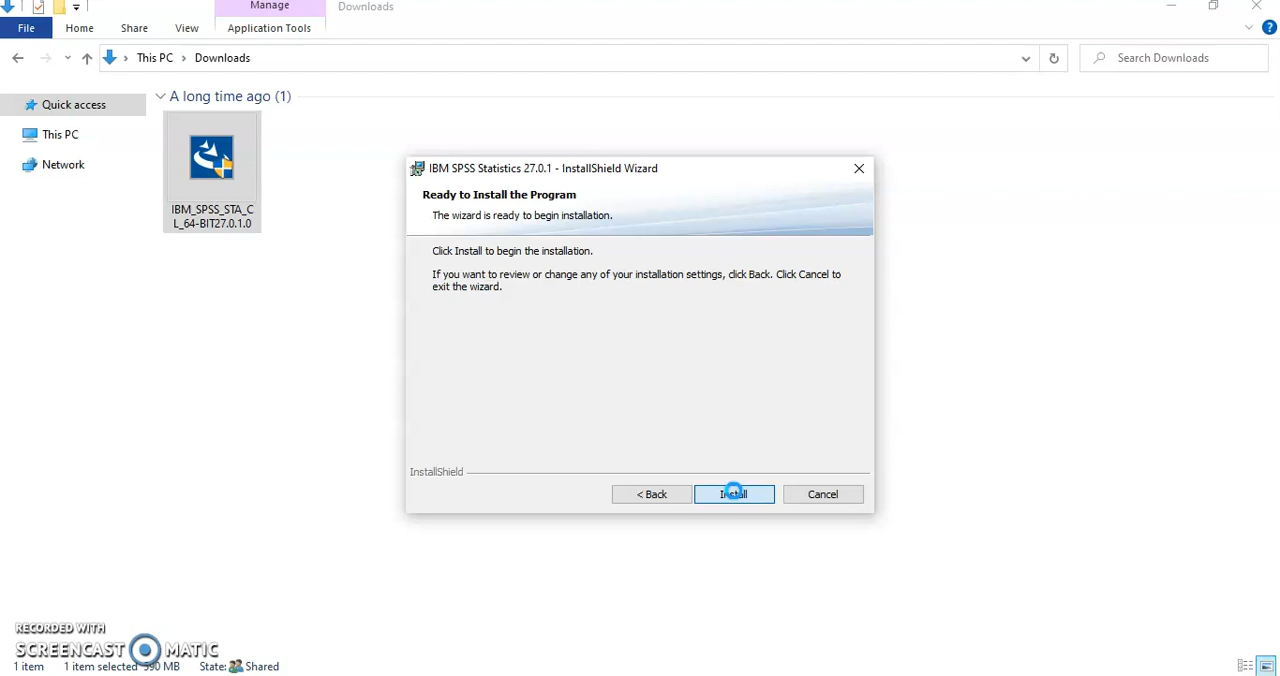 Manage
Downloads
File
Home
Share
View
Application Tools
This PC
Downloads
Search Downloads
Quick access
This PC
Network
A long time ago (1)
IBM_SPSS_STA_C
L_64-BIT27.0.1.0
IBM SPSS Statistics 27.0.1 - InstallShield Wizard
Ready to Install the Program
The wizard is ready to begin installation.
Click Install to begin the installation.
If you want to review or change any of your installation settings, click Back. Click Cancel to
exit the wizard.
InstallShield
< Back
Install
Cancel
RECORDED WITH
SCREENCAST MATIC
1 item
1 item selected 590 MB
State:
Shared